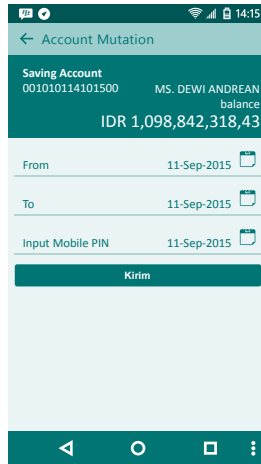 14:15
Account Mutation
Saving Account
001010114101500 MS. DEWI ANDREAN
balance
IDR 1,098,842,318,43
From 11-Sep-2015
To 11-Sep-2015
Input Mobile PIN 11-Sep-2015
Kirim